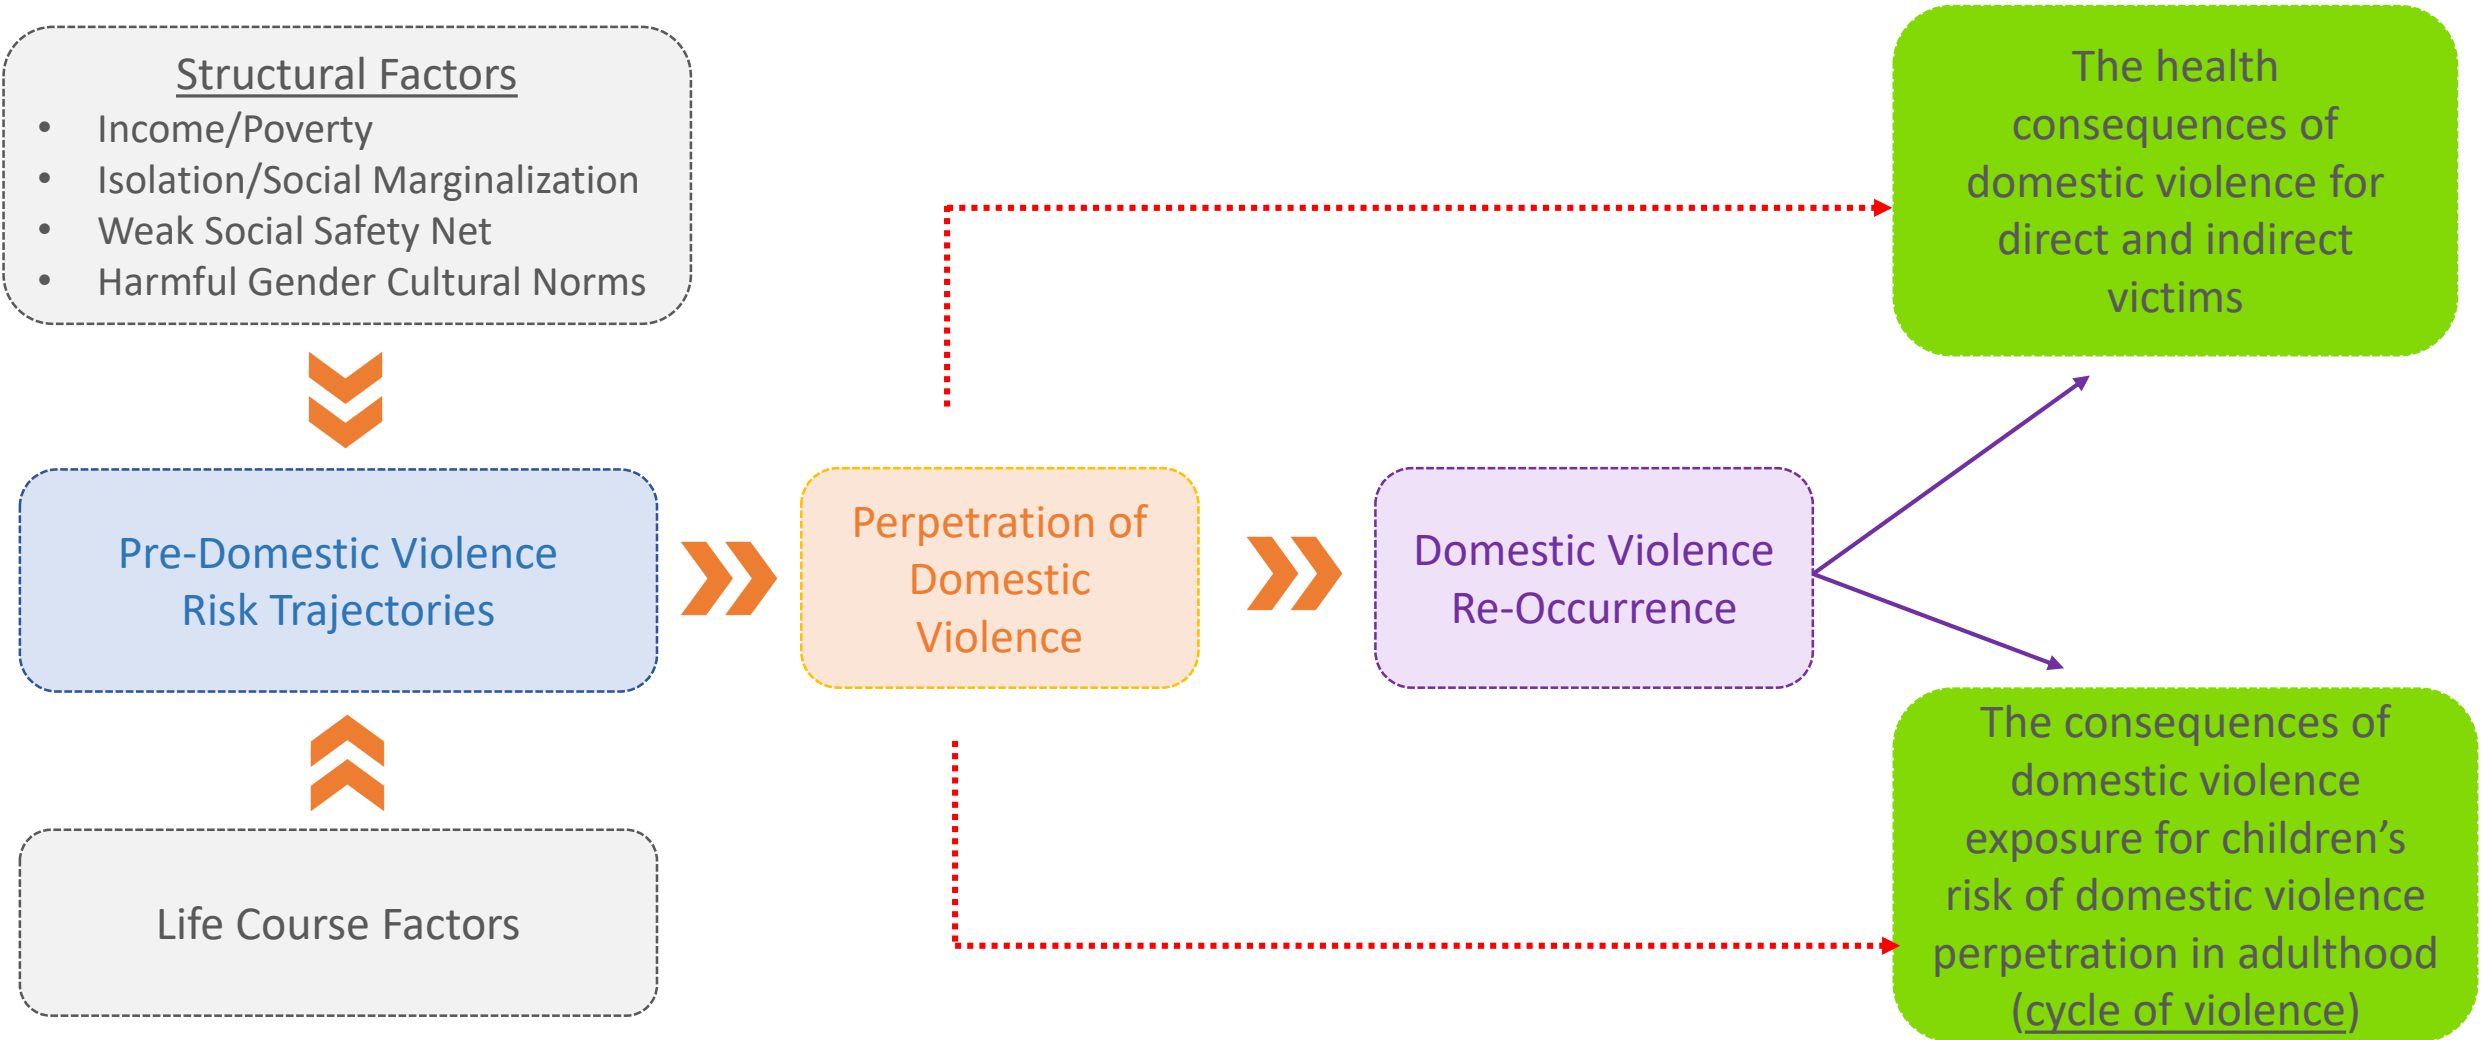 Structural Factors
• Income/Poverty
• Isolation/Social Marginalization
• Weak Social Safety Net
• Harmful Gender Cultural Norms
Pre-Domestic Violence
Risk Trajectories
Life Course Factors
Perpetration of
Domestic
Violence
Domestic Violence
Re-Occurrence
The health
consequences of
domestic violence for
direct and indirect
victims
The consequences of
domestic violence
exposure for children’s
risk of domestic violence
perpetration in adulthood
(cycle of violence)